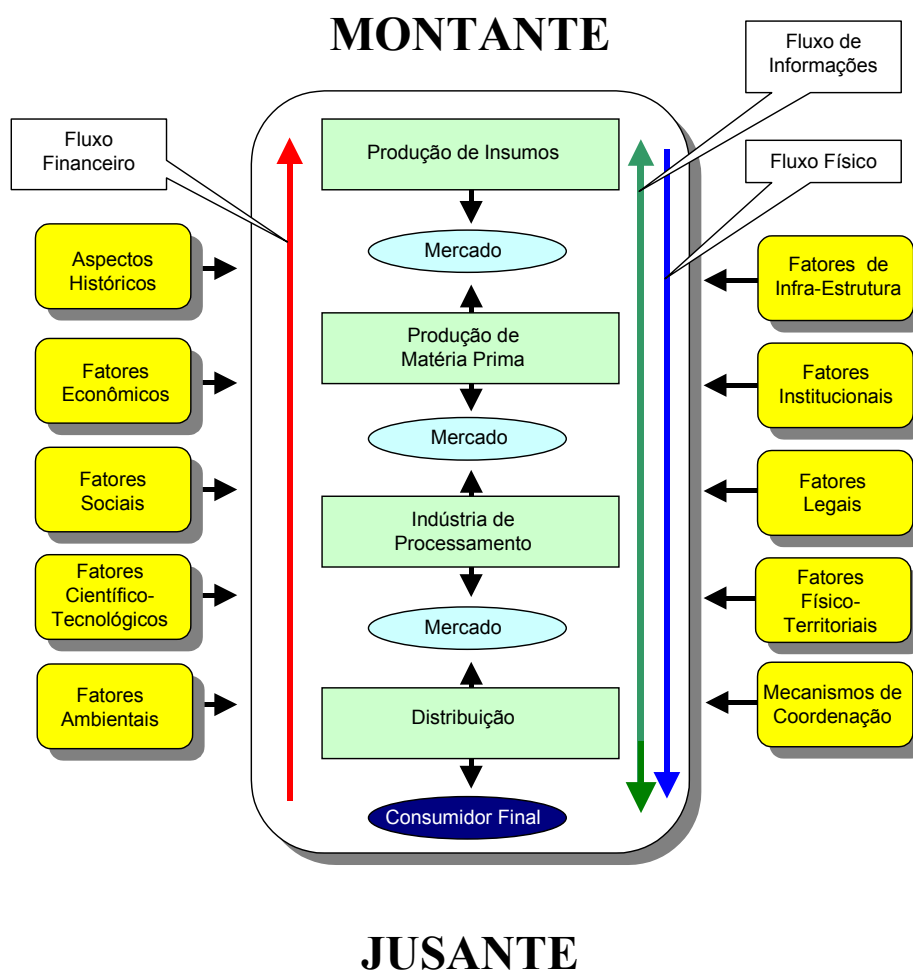 MONTANTE
Fluxo de
Informações
Fluxo
Financeiro
Fluxo Físico
Produção de Insumos
Mercado
Produção de
Matéria Prima
Mercado
Indústria de
Processamento
Mercado
Distribuição
Consumidor Final
Aspectos
Históricos
Fatores
Econômicos
Fatores
Sociais
Fatores
Científico-
Tecnológicos
Fatores
Ambientais
Fatores de
Infra-Estrutura
Fatores
Institucionais
Fatores
Legais
Fatores
Físico-
Territoriais
Mecanismos de
Coordenação
JUSANTE